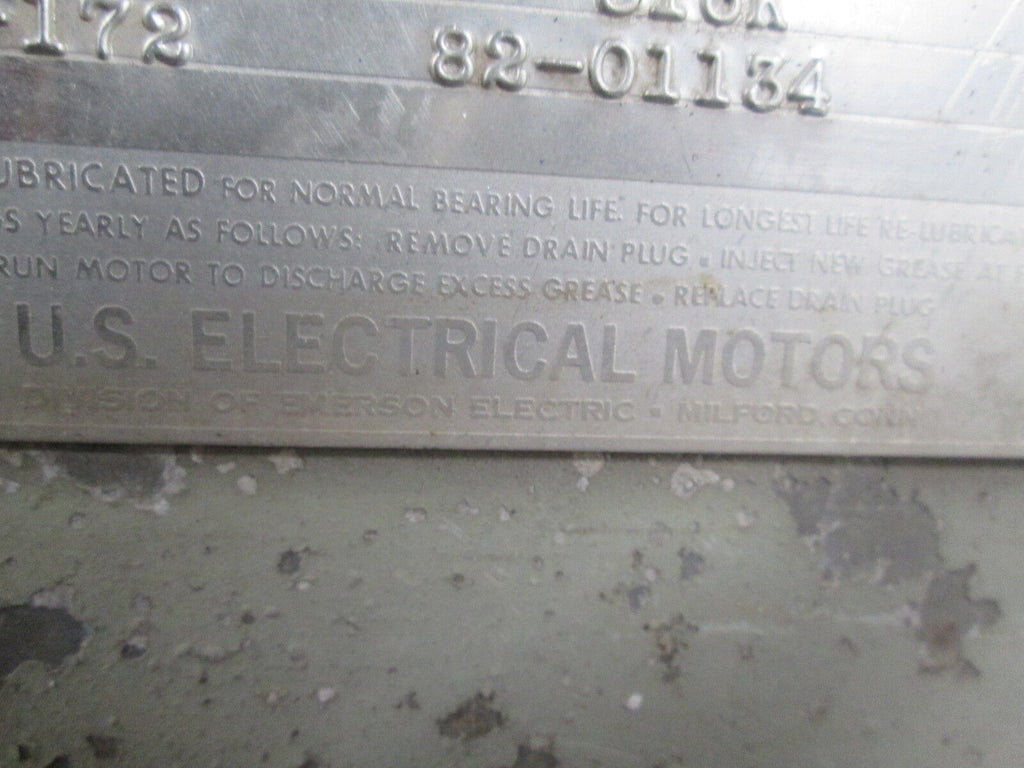 172
82-01134
UBRICATED FOR NORMAL BEARING LIFE. FOR LONGEST LIFE RE-LUBRICA
GS YEARLY AS FOLLOWS: REMOVE DRAIN PLUG • INJECT NEW GREASE AT F
RUN MOTOR TO DISCHARGE EXCESS GREASE • REPLACE DRAIN PLUG
U.S. ELECTRICAL MOTORS
DIVISION OF EMERSON ELECTRIC • MILFORD, CONN